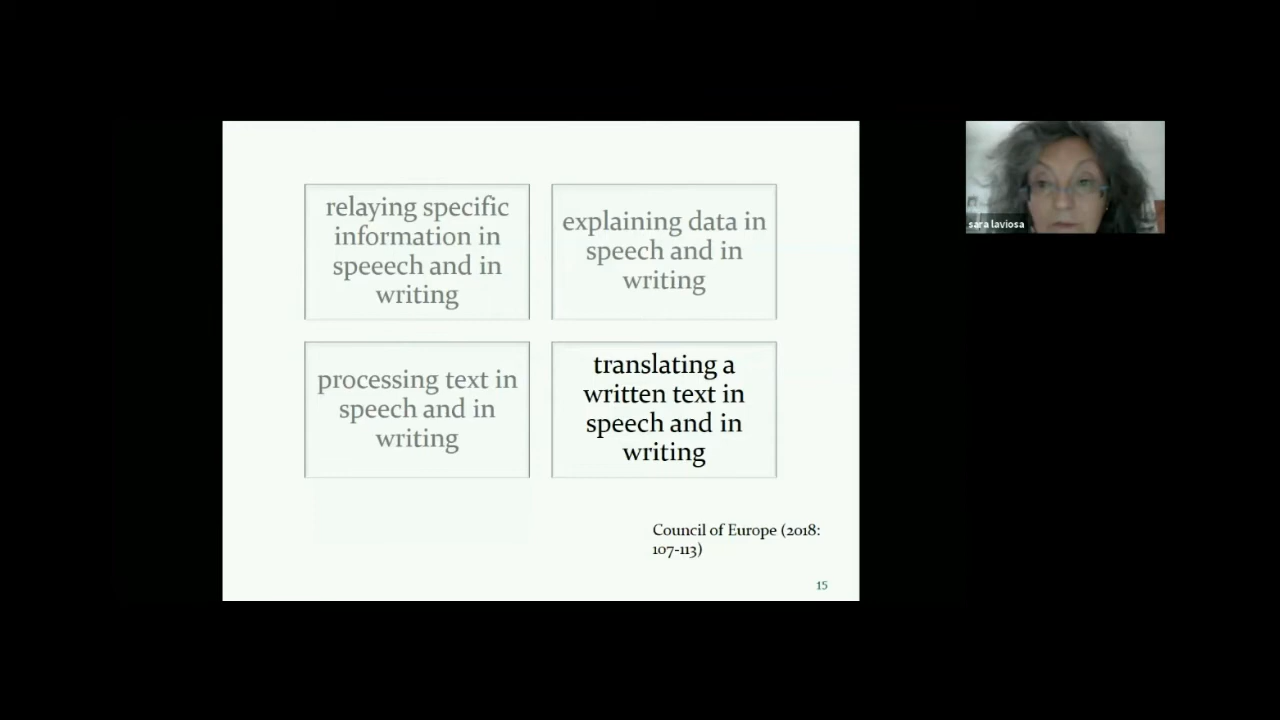 relaying specific
information in
speeech and in
writing
explaining data in
speech and in
writing
processing text in
speech and in
writing
translating a
written text in
speech and in
writing
Council of Europe (2018:
107-113)
15
sara laviosa